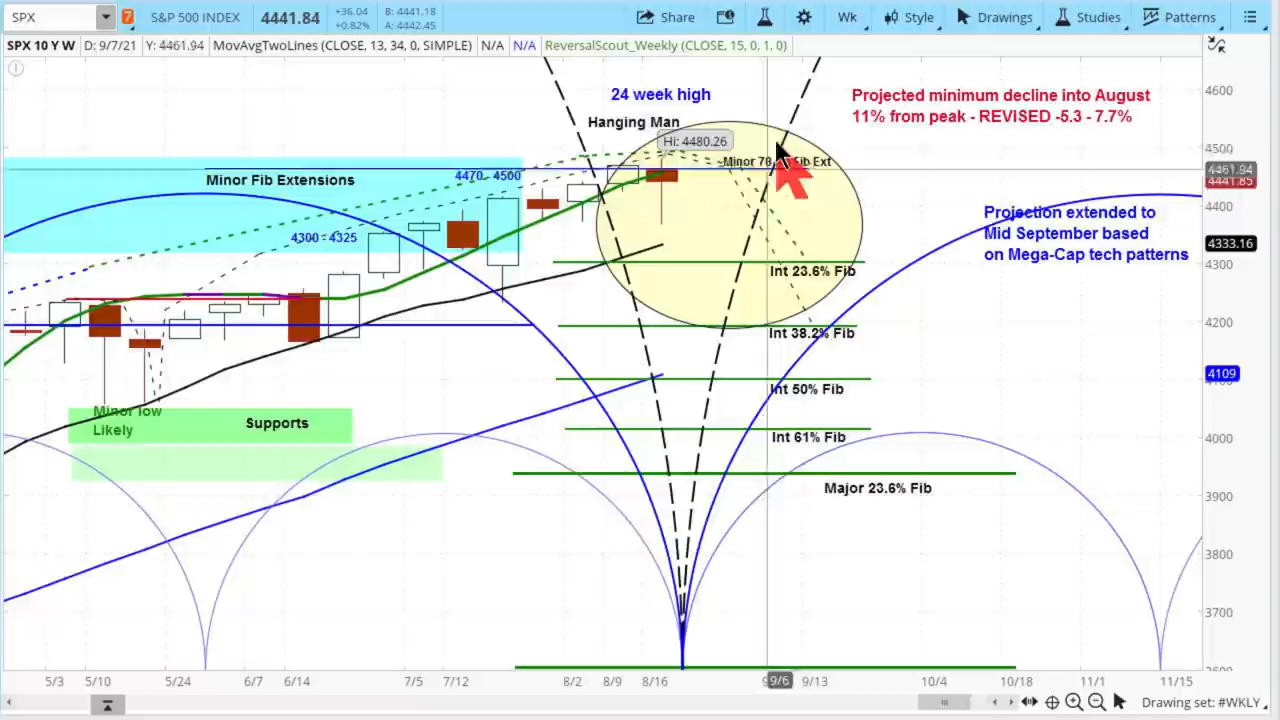 SPX 7 S&P 500 INDEX 4441.84 +36.04 +0.82% B: 4441.18 A: 4442.45 Share Wk Style Drawings Studies Patterns
SPX 10 Y W D: 9/7/21 Y: 4461.94 MovAvgTwoLines (CLOSE, 13, 34, 0, SIMPLE) N/A N/A ReversalScout_Weekly (CLOSE, 15, 0, 1, 0)
24 week high
Hanging Man
Hi: 4480.26
Projected minimum decline into August
11% from peak - REVISED -5.3 - 7.7%
Fib Ext
Minor Fib Extensions
4470 4500
4300 - 4325
Projection extended to
Mid September based
on Mega-Cap tech patterns
Int 23.6% Fib
Int 38.2% Fib
Int 50% Fib
Int 61% Fib
Major 23.6% Fib
Minor low
Likely
Supports
4600
4500
4461.94
4441.85
4400
4333.16
4300
4200
4109
4000
3900
3800
3700
5/3 5/10 5/24 6/7 6/14 7/5 7/12 8/2 8/9 8/16 9/6 9/13 10/4 10/18 11/1 11/15
Drawing set: #WKLY